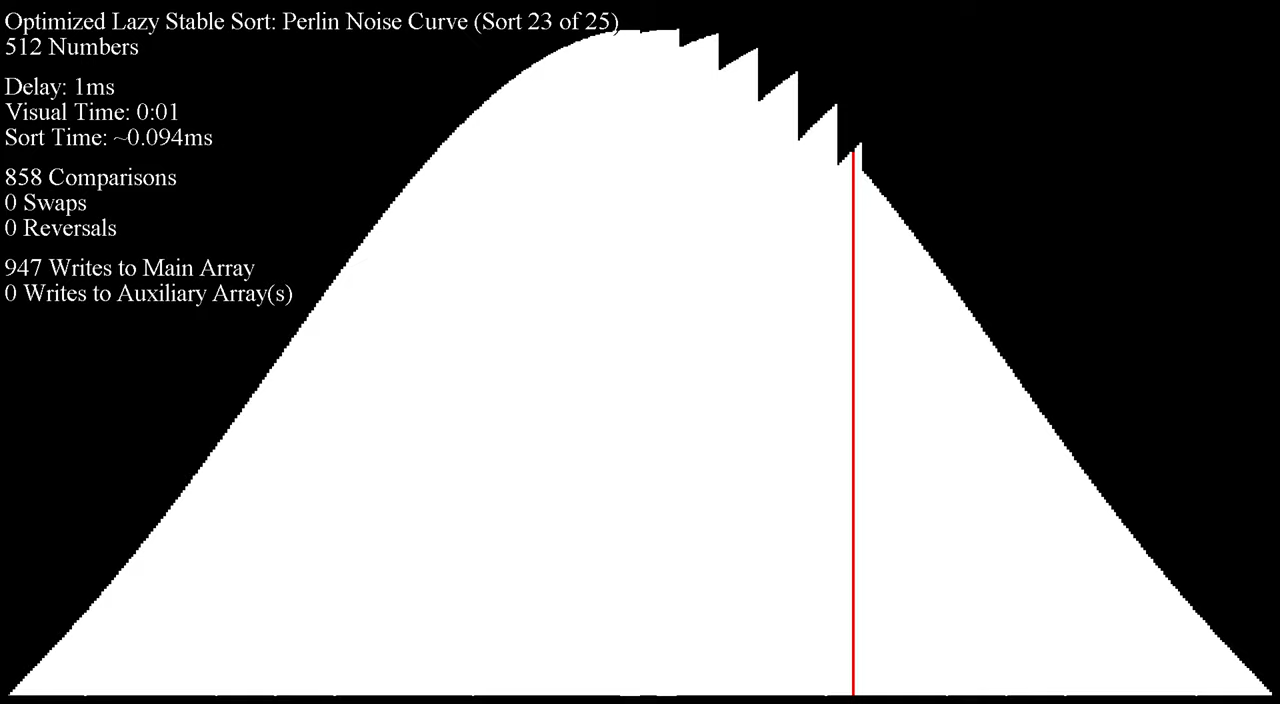 Optimized Lazy Stable Sort: Perlin Noise Curve (Sort 23 of 25)
512 Numbers
Delay: 1ms
Visual Time: 0:01
Sort Time: ~0.094ms
858 Comparisons
0 Swaps
0 Reversals
947 Writes to Main Array
0 Writes to Auxiliary Array(s)